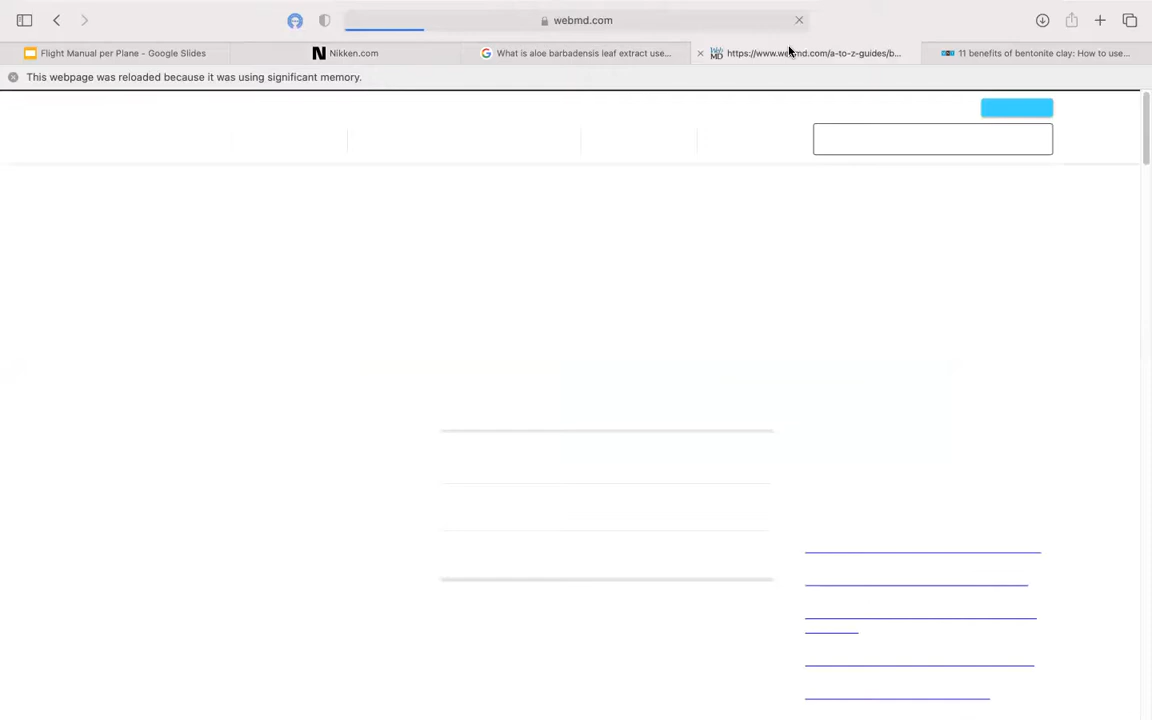 webmd.com
Flight Manual per Plane - Google Slides
Nikken.com
What is aloe barbadensis leaf extract use...
https://www.webmd.com/a-to-z-guides/b...
11 benefits of bentonite clay: How to use...
This webpage was reloaded because it was using significant memory.